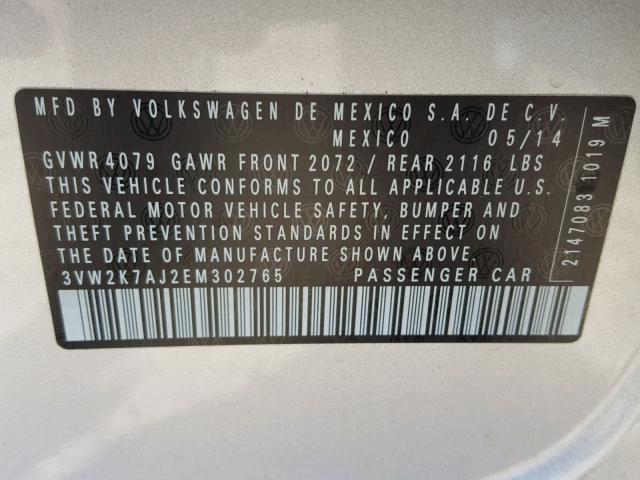 MFD BY VOLKSWAGEN DE MEXICO S.A. DE C.V.
MEXICO 05/14
GVWR4079 GAWR FRONT 2072/ REAR 2116 LBS
THIS VEHICLE CONFORMS TO ALL APPLICABLE U.S.
FEDERAL MOTOR VEHICLE SAFETY, BUMPER AND
THEFT PREVENTION STANDARDS IN EFFECT ON
THE DATE OF MANUFACTURE SHOWN ABOVE.
3VW2K7AJ2EM302765 PASSENGER CAR
2147083 1019 M